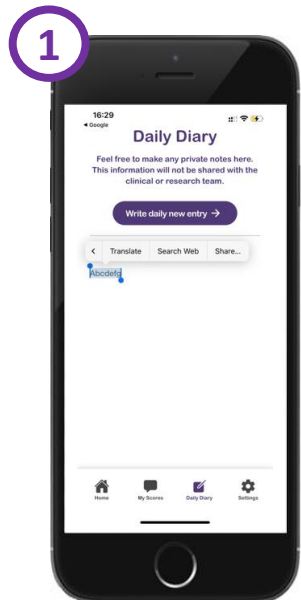 1
16:29
◂ Google
Daily Diary
Feel free to make any private notes here.
This information will not be shared with the
clinical or research team.
Write daily new entry →
< Translate Search Web Share...
Abcdefg
Home My Scores Daily Diary Settings